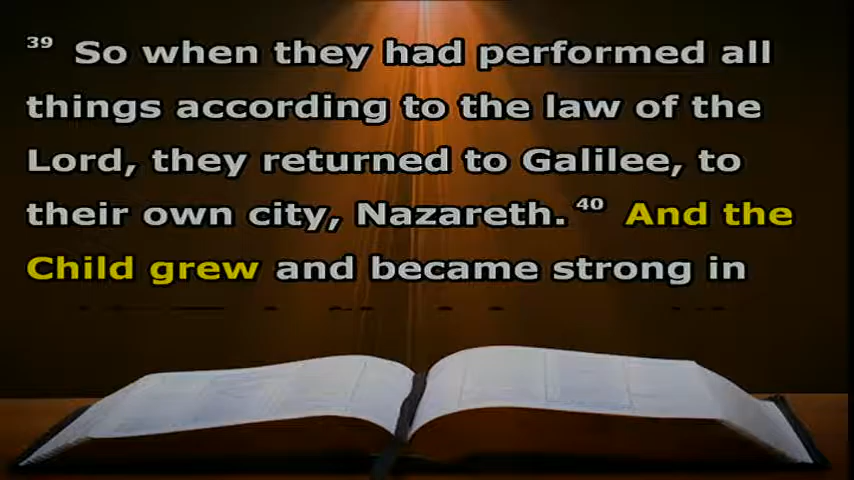 39 So when they had performed all
things according to the law of the
Lord, they returned to Galilee, to
their own city, Nazareth. 40 And the
Child grew and became strong in